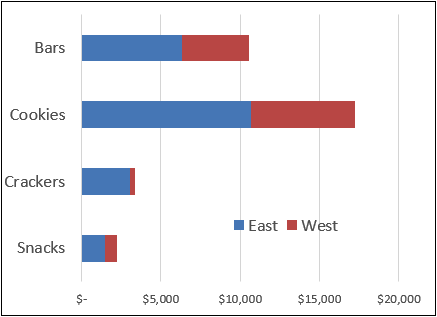 Bars
Cookies
Crackers
Snacks
East West
$- $5,000 $10,000 $15,000 $20,000